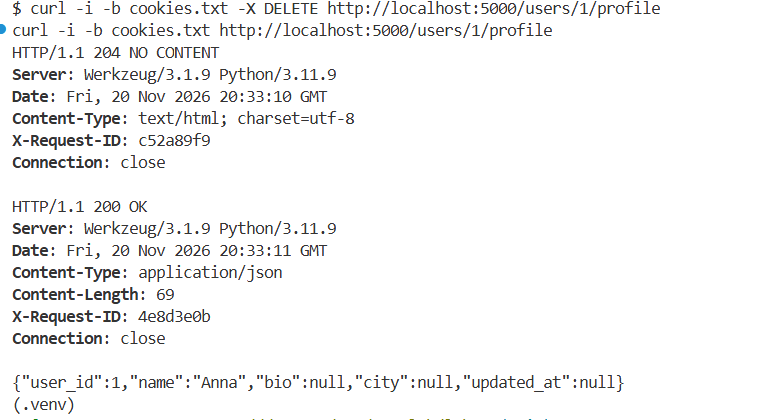 $ curl -i -b cookies.txt -X DELETE http://localhost:5000/users/1/profile
curl -i -b cookies.txt http://localhost:5000/users/1/profile
HTTP/1.1 204 NO CONTENT
Server: Werkzeug/3.1.9 Python/3.11.9
Date: Fri, 20 Nov 2026 20:33:10 GMT
Content-Type: text/html; charset=utf-8
X-Request-ID: c52a89f9
Connection: close

HTTP/1.1 200 OK
Server: Werkzeug/3.1.9 Python/3.11.9
Date: Fri, 20 Nov 2026 20:33:11 GMT
Content-Type: application/json
Content-Length: 69
X-Request-ID: 4e8d3e0b
Connection: close

{"user_id":1,"name":"Anna","bio":null,"city":null,"updated_at":null}
(.venv)